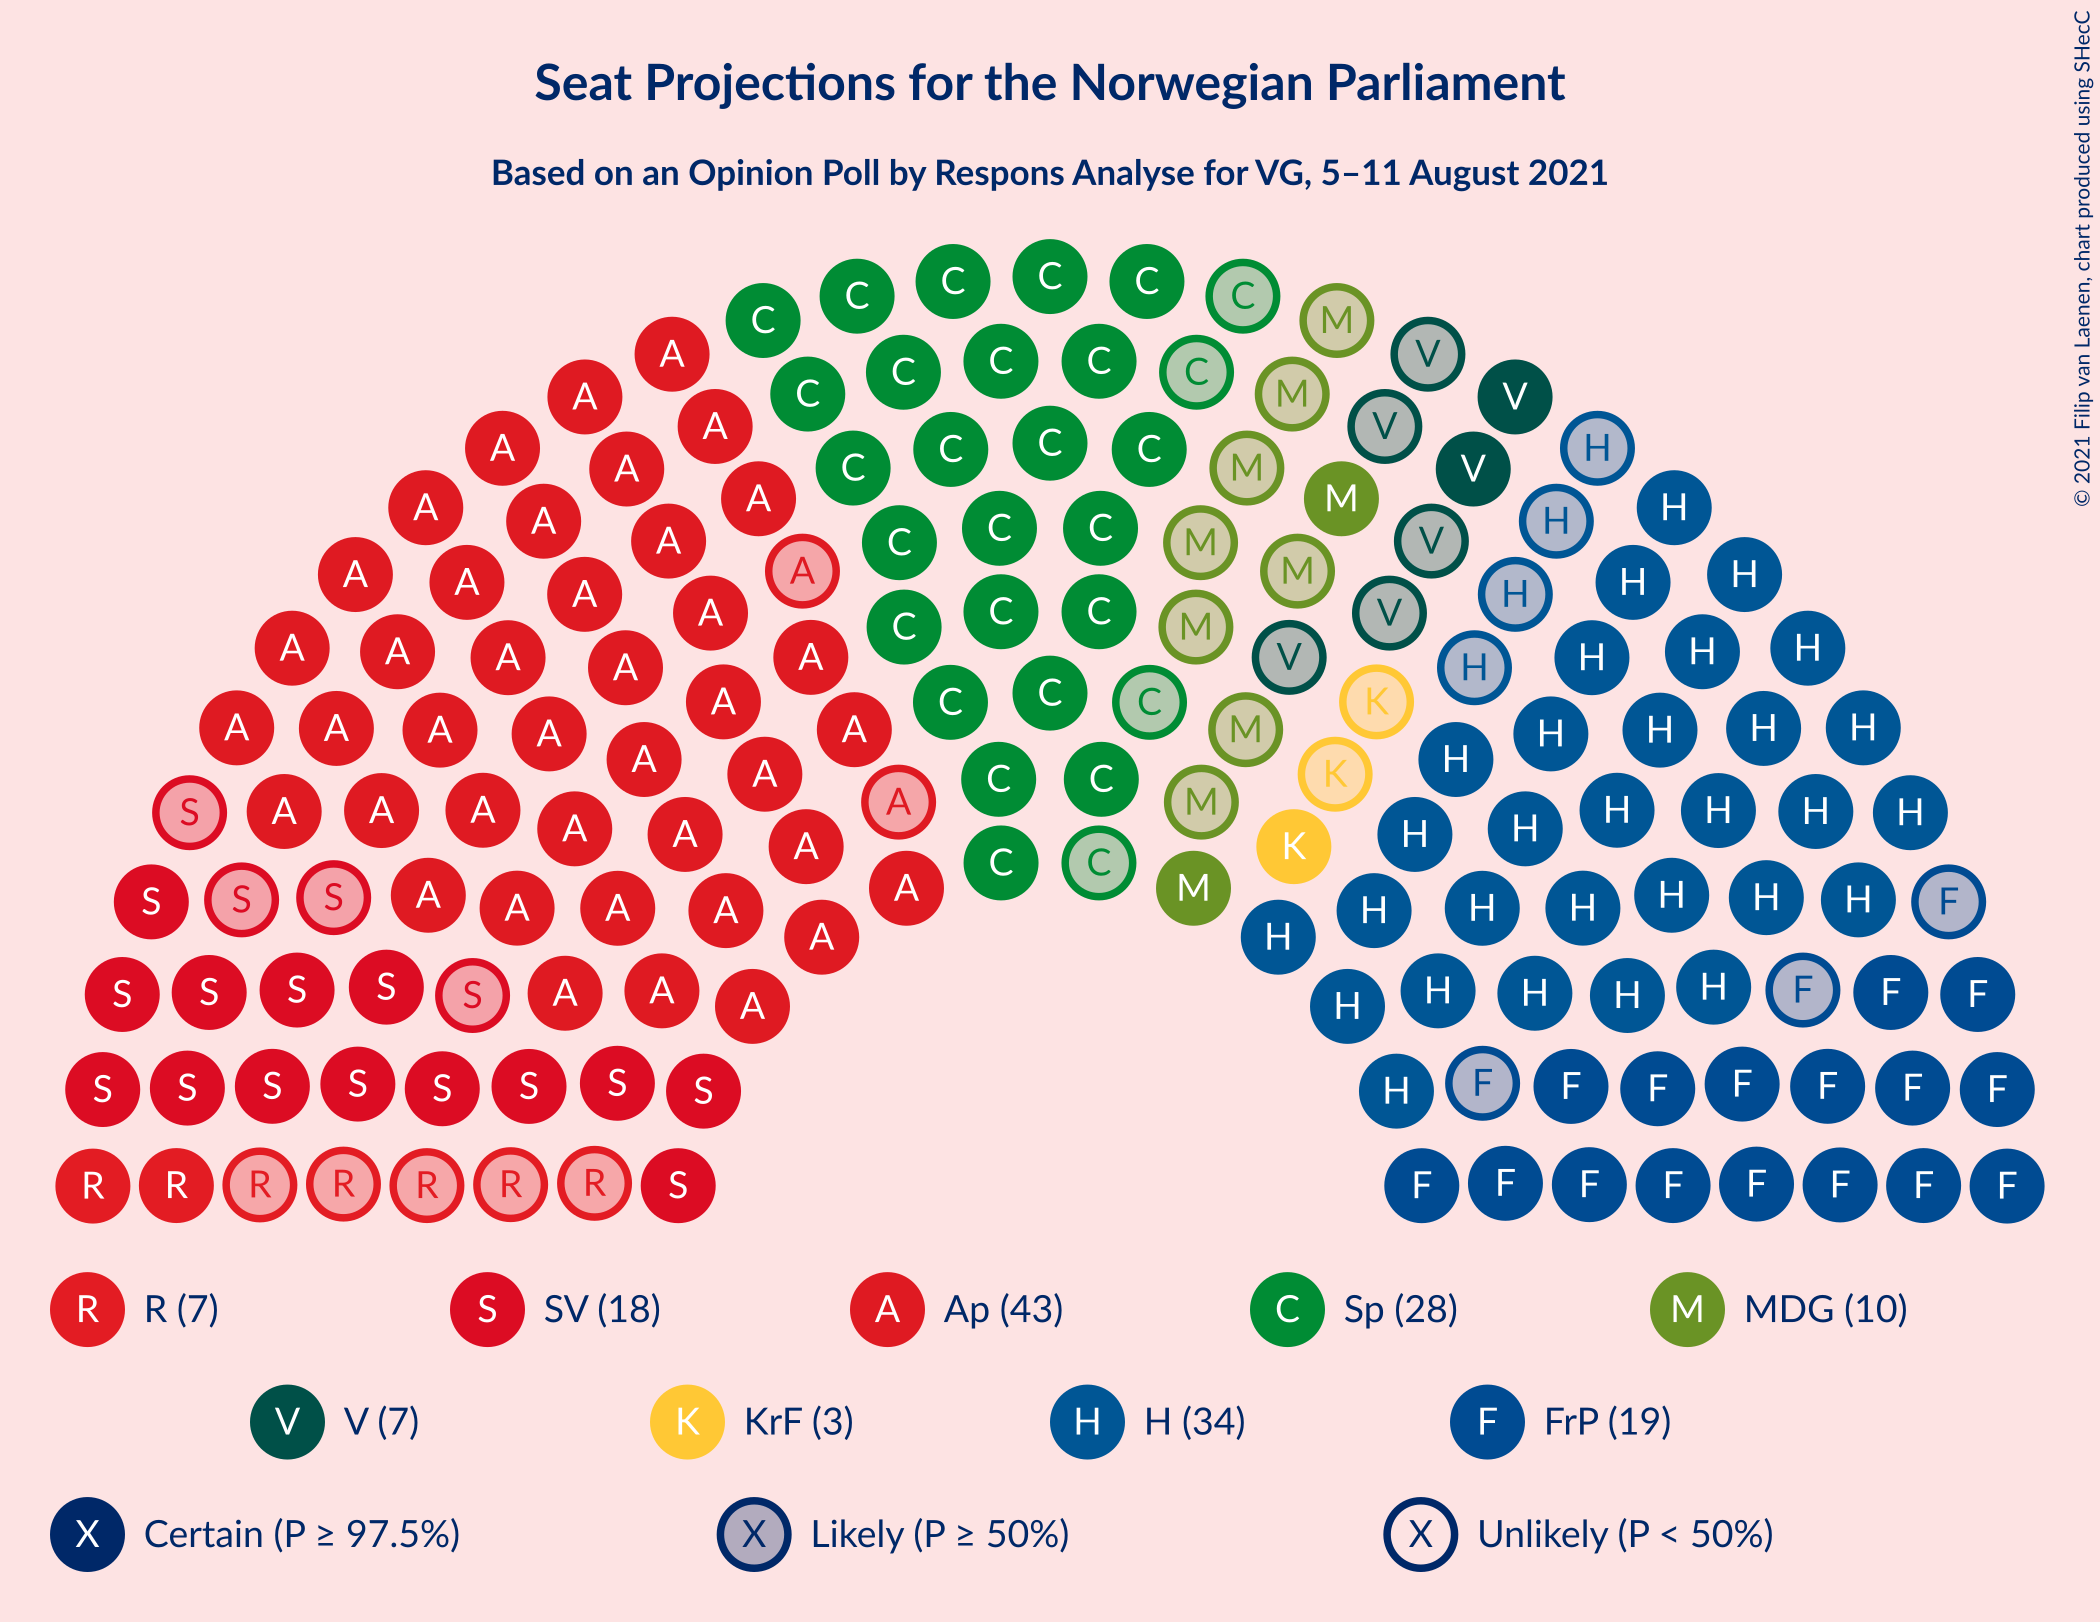 Seat Projections for the Norwegian Parliament
Based on an Opinion Poll by Respons Analyse for VG, 5–11 August 2021
© 2021 Filip van Laenen, chart produced using SHecC
C C C C C C M
A C C C C C M V V
A A C C C C M M V V H
A A A C C C M M V H H
A A A A C C C M V V H H H
A A A A A C C C M V K H H H H
A A A A A A C C M K H H H H H
S A A A A A A A C C M K H H H H H H
S S S A A A A A A M H H H H H H H F
S S S S S A A A H H H H H F F F
S S S S S S S S H F F F F F F F
R R R R R R R S F F F F F F F F
R R (7) S SV (18) A Ap (43) C Sp (28) M MDG (10)
V V (7) K KrF (3) H H (34) F FrP (19)
X Certain (P ≥ 97.5%) X Likely (P ≥ 50%) X Unlikely (P < 50%)